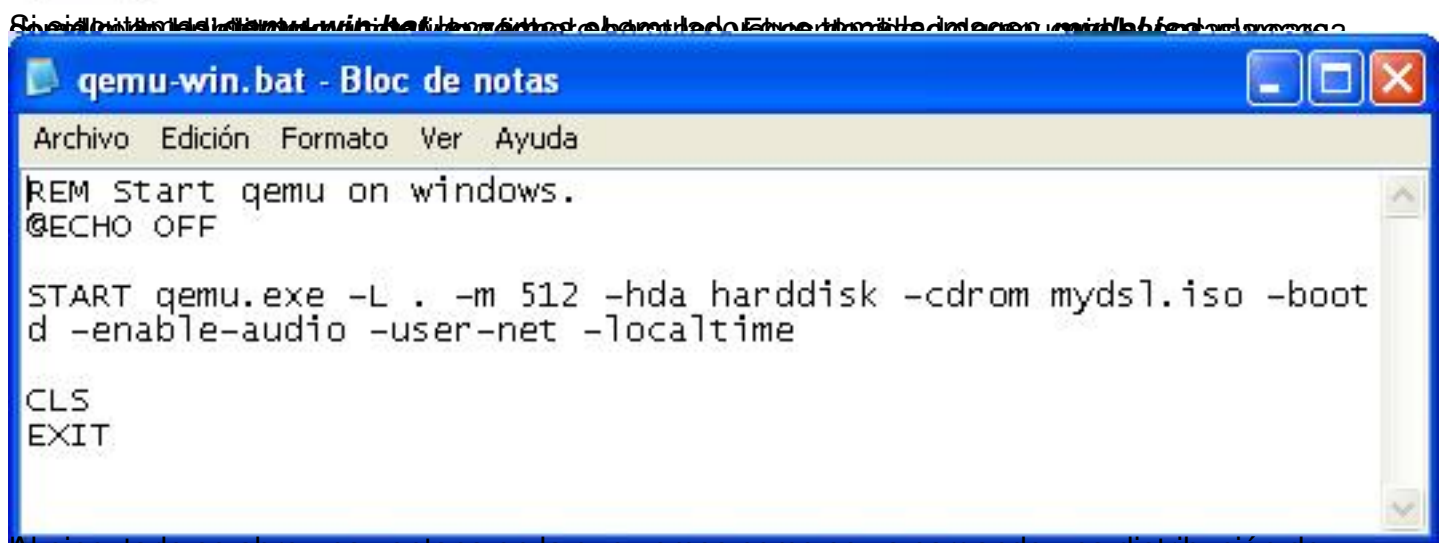 qemu-win.bat - Bloc de notas
Archivo Edición Formato Ver Ayuda
REM Start qemu on windows.
@ECHO OFF
START qemu.exe -L . -m 512 -hda harddisk -cdrom mydsl.iso -boot
d -enable-audio -user-net -localtime
CLS
EXIT